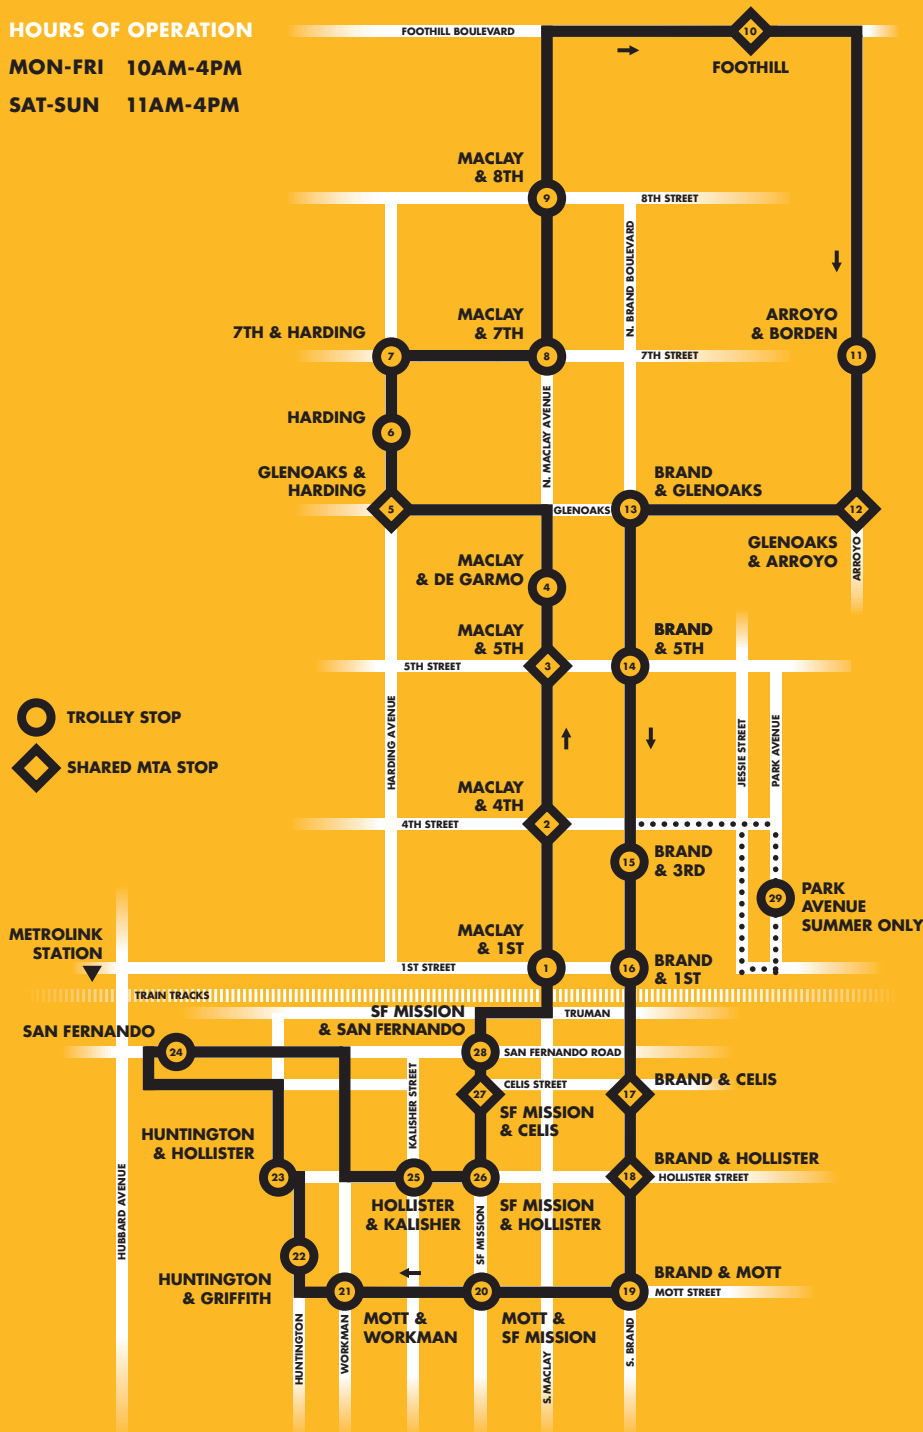 HOURS OF OPERATION
MON-FRI 10AM-4PM
SAT-SUN 11AM-4PM
FOOTHILL BOULEVARD
10
FOOTHILL
MACLAY
& 8TH
9
8TH STREET
N. BRAND BOULEVARD
7TH & HARDING
7
MACLAY
& 7TH
8
7TH STREET
ARROYO
& BORDEN
11
HARDING
6
N. MACLAY AVENUE
GLENOAKS &
HARDING
5
GLENOAKS
BRAND
& GLENOAKS
13
12
GLENOAKS
& ARROYO
ARROYO
MACLAY
& DE GARMO
4
MACLAY
& 5TH
3
5TH STREET
BRAND
& 5TH
14
HARDING AVENUE
JESSIE STREET
PARK AVENUE
TROLLEY STOP
SHARED MTA STOP
MACLAY
& 4TH
2
4TH STREET
15
BRAND
& 3RD
29
PARK
AVENUE
SUMMER ONLY
METROLINK
STATION
MACLAY
& 1ST
1
1ST STREET
16
BRAND
& 1ST
TRAIN TRACKS
TRUMAN
SF MISSION
& SAN FERNANDO
28
SAN FERNANDO ROAD
SAN FERNANDO
24
KALISHER STREET
CELIS STREET
27
SF MISSION
& CELIS
17
BRAND & CELIS
HUNTINGTON
& HOLLISTER
23
25
HOLLISTER
& KALISHER
26
SF MISSION
& HOLLISTER
18
BRAND & HOLLISTER
HOLLISTER STREET
HUBBARD AVENUE
SF MISSION
22
HUNTINGTON
& GRIFFITH
21
MOTT &
WORKMAN
20
MOTT &
SF MISSION
19
BRAND & MOTT
MOTT STREET
HUNTINGTON
WORKMAN
S. MACLAY
S. BRAND